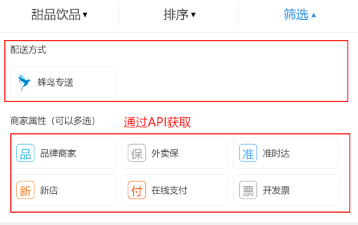 甜品饮品▾ 排序▾ 筛选▴
配送方式
蜂鸟专送
商家属性（可以多选） 通过API获取
品 品牌商家 保 外卖保 准 准时达
新 新店 付 在线支付 票 开发票